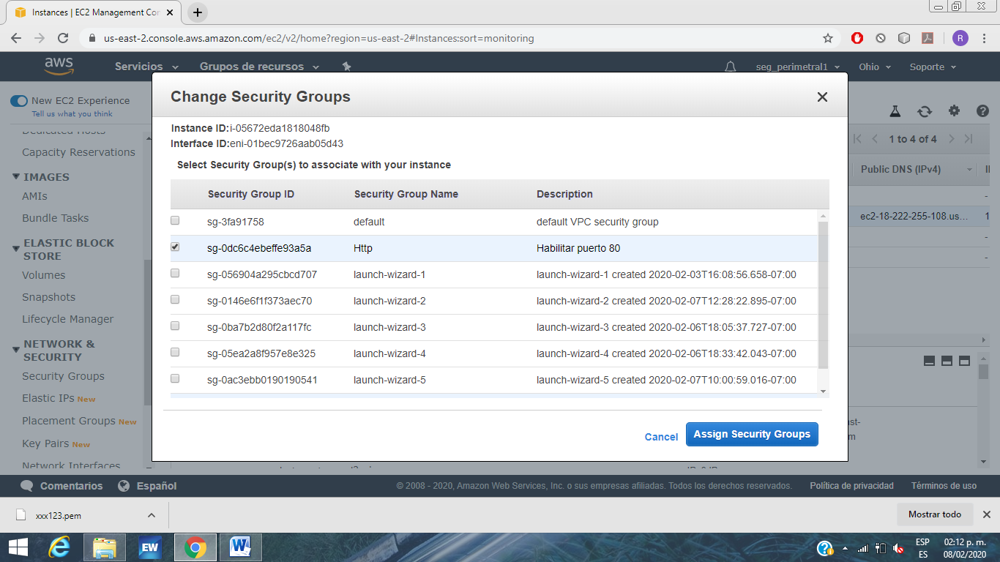 Instances | EC2 Management Con
us-east-2.console.aws.amazon.com/ec2/v2/home?region=us-east-2#Instances:sort=monitoring
R
aws
Servicios
Grupos de recursos
seg_perimetral1
Ohio
Soporte
New EC2 Experience
Tell us what you think
Dedicated Hosts
Capacity Reservations
IMAGES
AMIs
Bundle Tasks
ELASTIC BLOCK
STORE
Volumes
Snapshots
Lifecycle Manager
NETWORK &
SECURITY
Security Groups
Elastic IPs New
Placement Groups New
Key Pairs New
Network Interfaces
Change Security Groups
Instance ID:i-05672eda1818048fb
Interface ID:eni-01bec9726aab05d43
Select Security Group(s) to associate with your instance
Security Group ID Security Group Name Description
sg-3fa91758 default default VPC security group
sg-0dc6c4ebeffe93a5a Http Habilitar puerto 80
sg-056904a295cbcd707 launch-wizard-1 launch-wizard-1 created 2020-02-03T16:08:56.658-07:00
sg-0146e6f1f373aec70 launch-wizard-2 launch-wizard-2 created 2020-02-07T12:28:22.895-07:00
sg-0ba7b2d80f2a117fc launch-wizard-3 launch-wizard-3 created 2020-02-06T18:05:37.727-07:00
sg-05ea2a8f957e8e325 launch-wizard-4 launch-wizard-4 created 2020-02-06T18:33:42.043-07:00
sg-0ac3ebb0190190541 launch-wizard-5 launch-wizard-5 created 2020-02-07T10:00:59.016-07:00
Cancel
Assign Security Groups
1 to 4 of 4
Public DNS (IPv4)
-
ec2-18-222-255-108.us... 1
-
-
Comentarios
Español
© 2008 - 2020, Amazon Web Services, Inc. o sus empresas afiliadas. Todos los derechos reservados.
Política de privacidad
Términos de uso
xxx123.pem
Mostrar todo
EW
ESP
ES
02:12 p. m.
08/02/2020